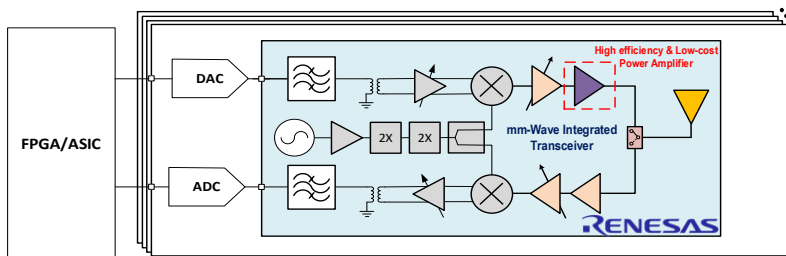 High efficiency & Low-cost
Power Amplifier
DAC
FPGA/ASIC
2X
2X
mm-Wave Integrated
Transceiver
ADC
RENESAS